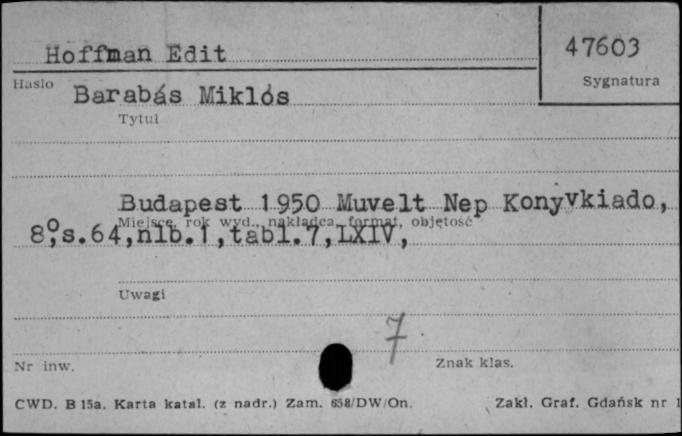 Hoffman Edit
47603
Hasło
Sygnatura
Barabás Miklós
Tytuł
Budapest 1950 Muvelt Nep Konyvkiado,
Miejsce, rok wyd., nakładca, format, objętość
8°,s.64,nlb.1,tabl.7,LXIV,
Uwagi
7
Nr inw.
Znak klas.
CWD. B 15a. Karta katal. (z nadr.) Zam. 658/DW/On.
Zakł. Graf. Gdańsk nr 1